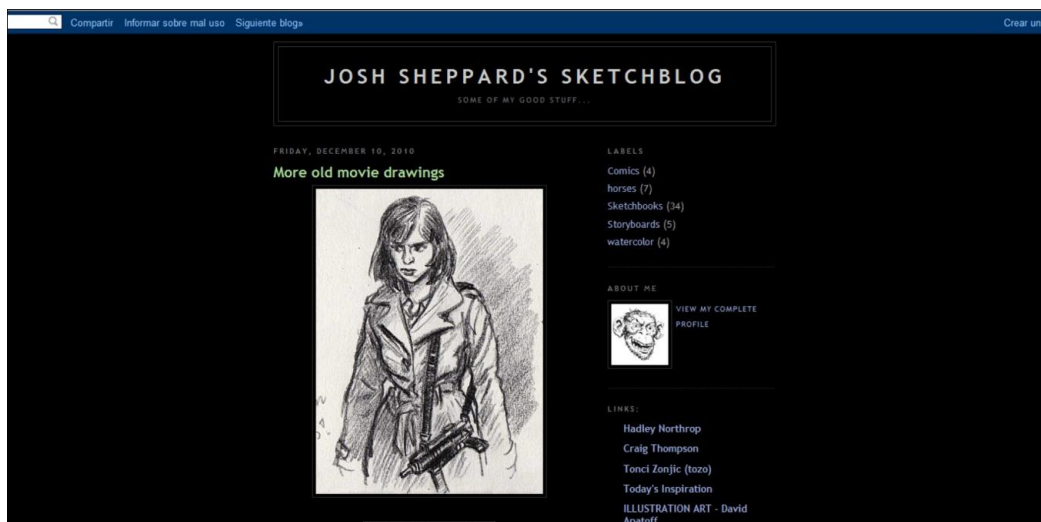 Compartir Informar sobre mal uso Siguiente blog»
Crear un
JOSH SHEPPARD'S SKETCHBLOG
SOME OF MY GOOD STUFF...
FRIDAY, DECEMBER 10, 2010
More old movie drawings
LABELS
Comics (4)
horses (7)
Sketchbooks (34)
Storyboards (5)
watercolor (4)
ABOUT ME
VIEW MY COMPLETE
PROFILE
LINKS:
Hadley Northrop
Craig Thompson
Tonci Zonjic (tozo)
Today's Inspiration
ILLUSTRATION ART - David
Apatoff